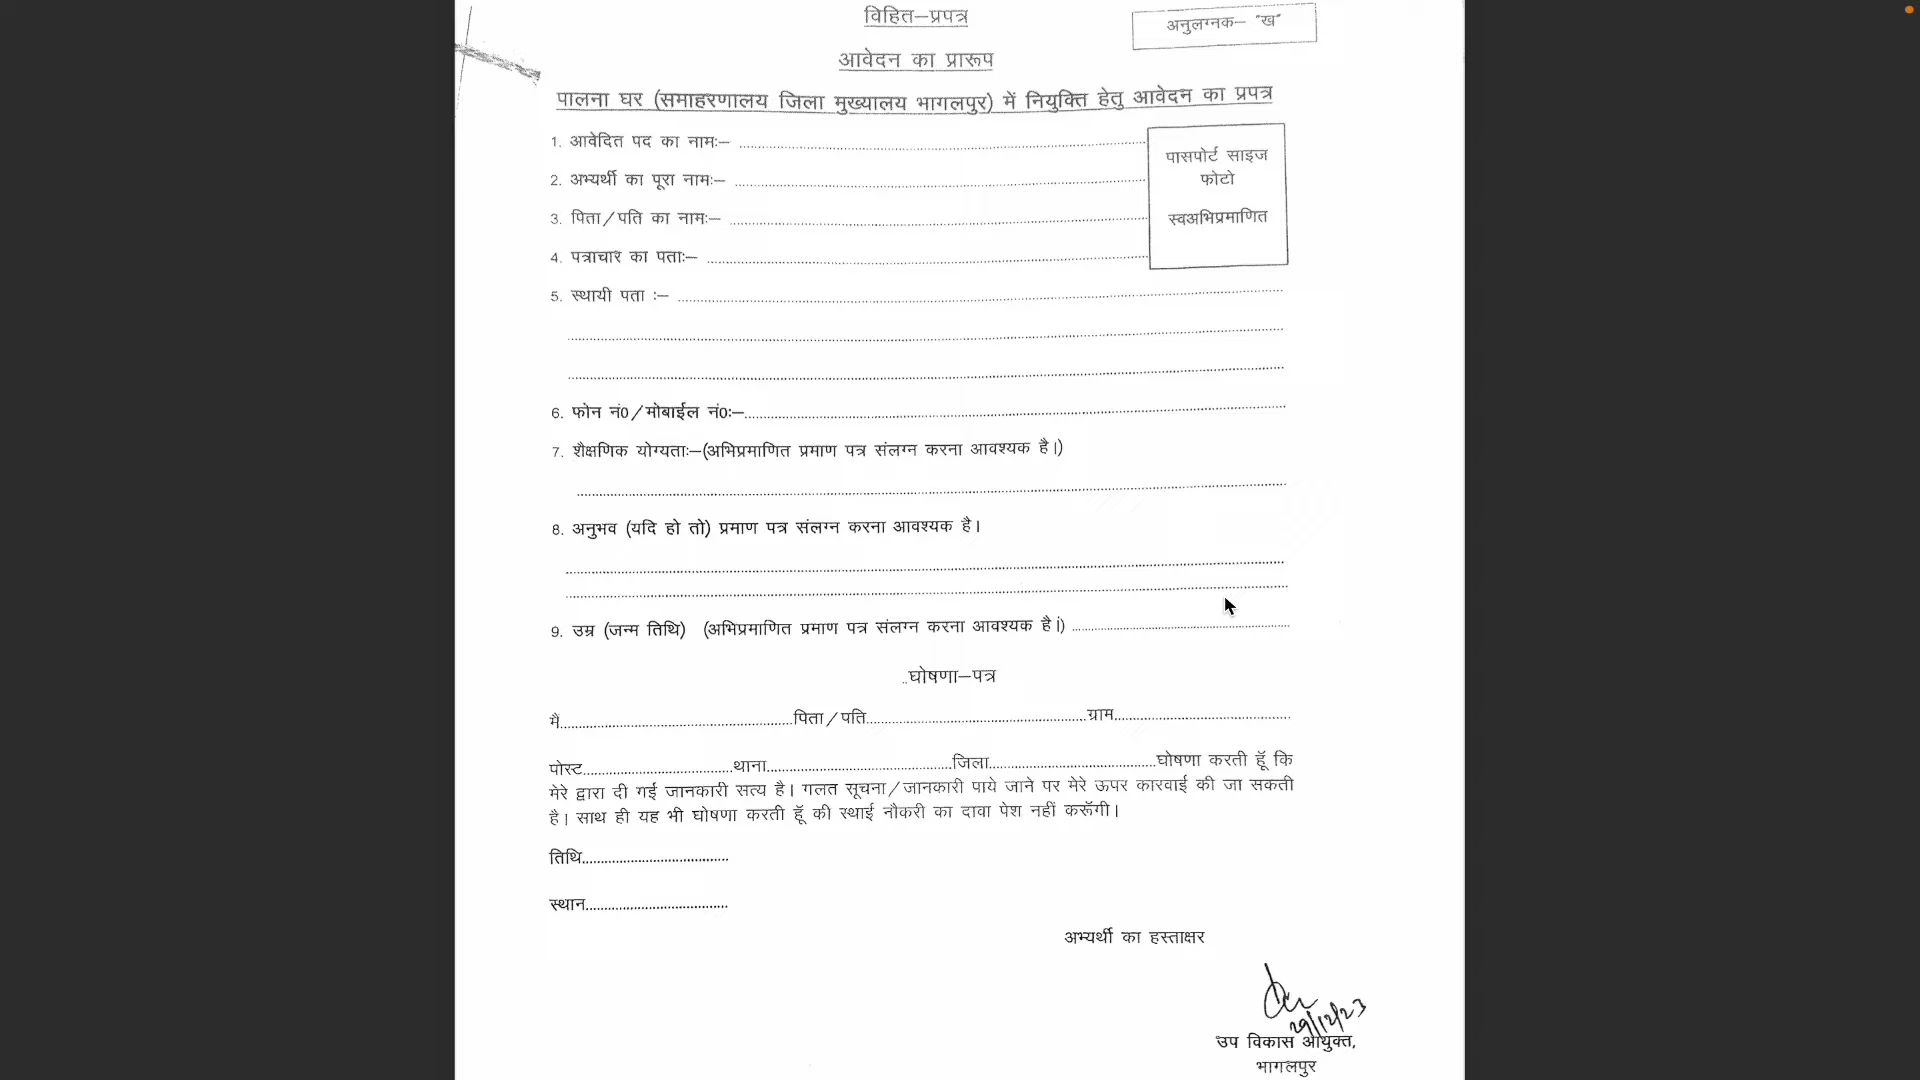 विहित–प्रपत्र
अनुलग्नक– "ख"
आवेदन का प्रारूप
पालना घर (समाहरणालय जिला मुख्यालय भागलपुर) में नियुक्ति हेतु आवेदन का प्रपत्र
1. आवेदित पद का नामः– ........................................
2. अभ्यर्थी का पूरा नामः– ........................................
3. पिता/पति का नामः– ........................................
4. पत्राचार का पताः– ........................................
पासपोर्ट साइज
फोटो
स्वअभिप्रमाणित
5. स्थायी पता :– ........................................
........................................
........................................
6. फोन नं0/मोबाईल नं0:–........................................
7. शैक्षणिक योग्यताः–(अभिप्रमाणित प्रमाण पत्र संलग्न करना आवश्यक है।)
........................................
8. अनुभव (यदि हो तो) प्रमाण पत्र संलग्न करना आवश्यक है।
........................................
........................................
9. उम्र (जन्म तिथि) (अभिप्रमाणित प्रमाण पत्र संलग्न करना आवश्यक है।) ....................
घोषणा–पत्र
मैं....................पिता/पति....................ग्राम....................
पोस्ट....................थाना....................जिला....................घोषणा करती हूँ कि
मेरे द्वारा दी गई जानकारी सत्य है। गलत सूचना/जानकारी पाये जाने पर मेरे ऊपर कारवाई की जा सकती
है। साथ ही यह भी घोषणा करती हूँ की स्थाई नौकरी का दावा पेश नहीं करूँगी।
तिथि....................
स्थान....................
अभ्यर्थी का हस्ताक्षर
29/12/23
उप विकास आयुक्त,
भागलपुर